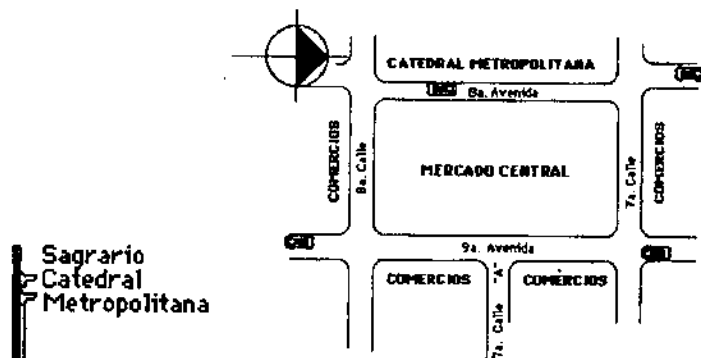 CATEDRAL METROPOLITANA
8a. Avenida
COMERCIOS
8a. Calle
MERCADO CENTRAL
7a. Calle
COMERCIOS
9a. Avenida
COMERCIOS
7a. Calle "A"
COMERCIOS
Sagrario
Catedral
Metropolitana